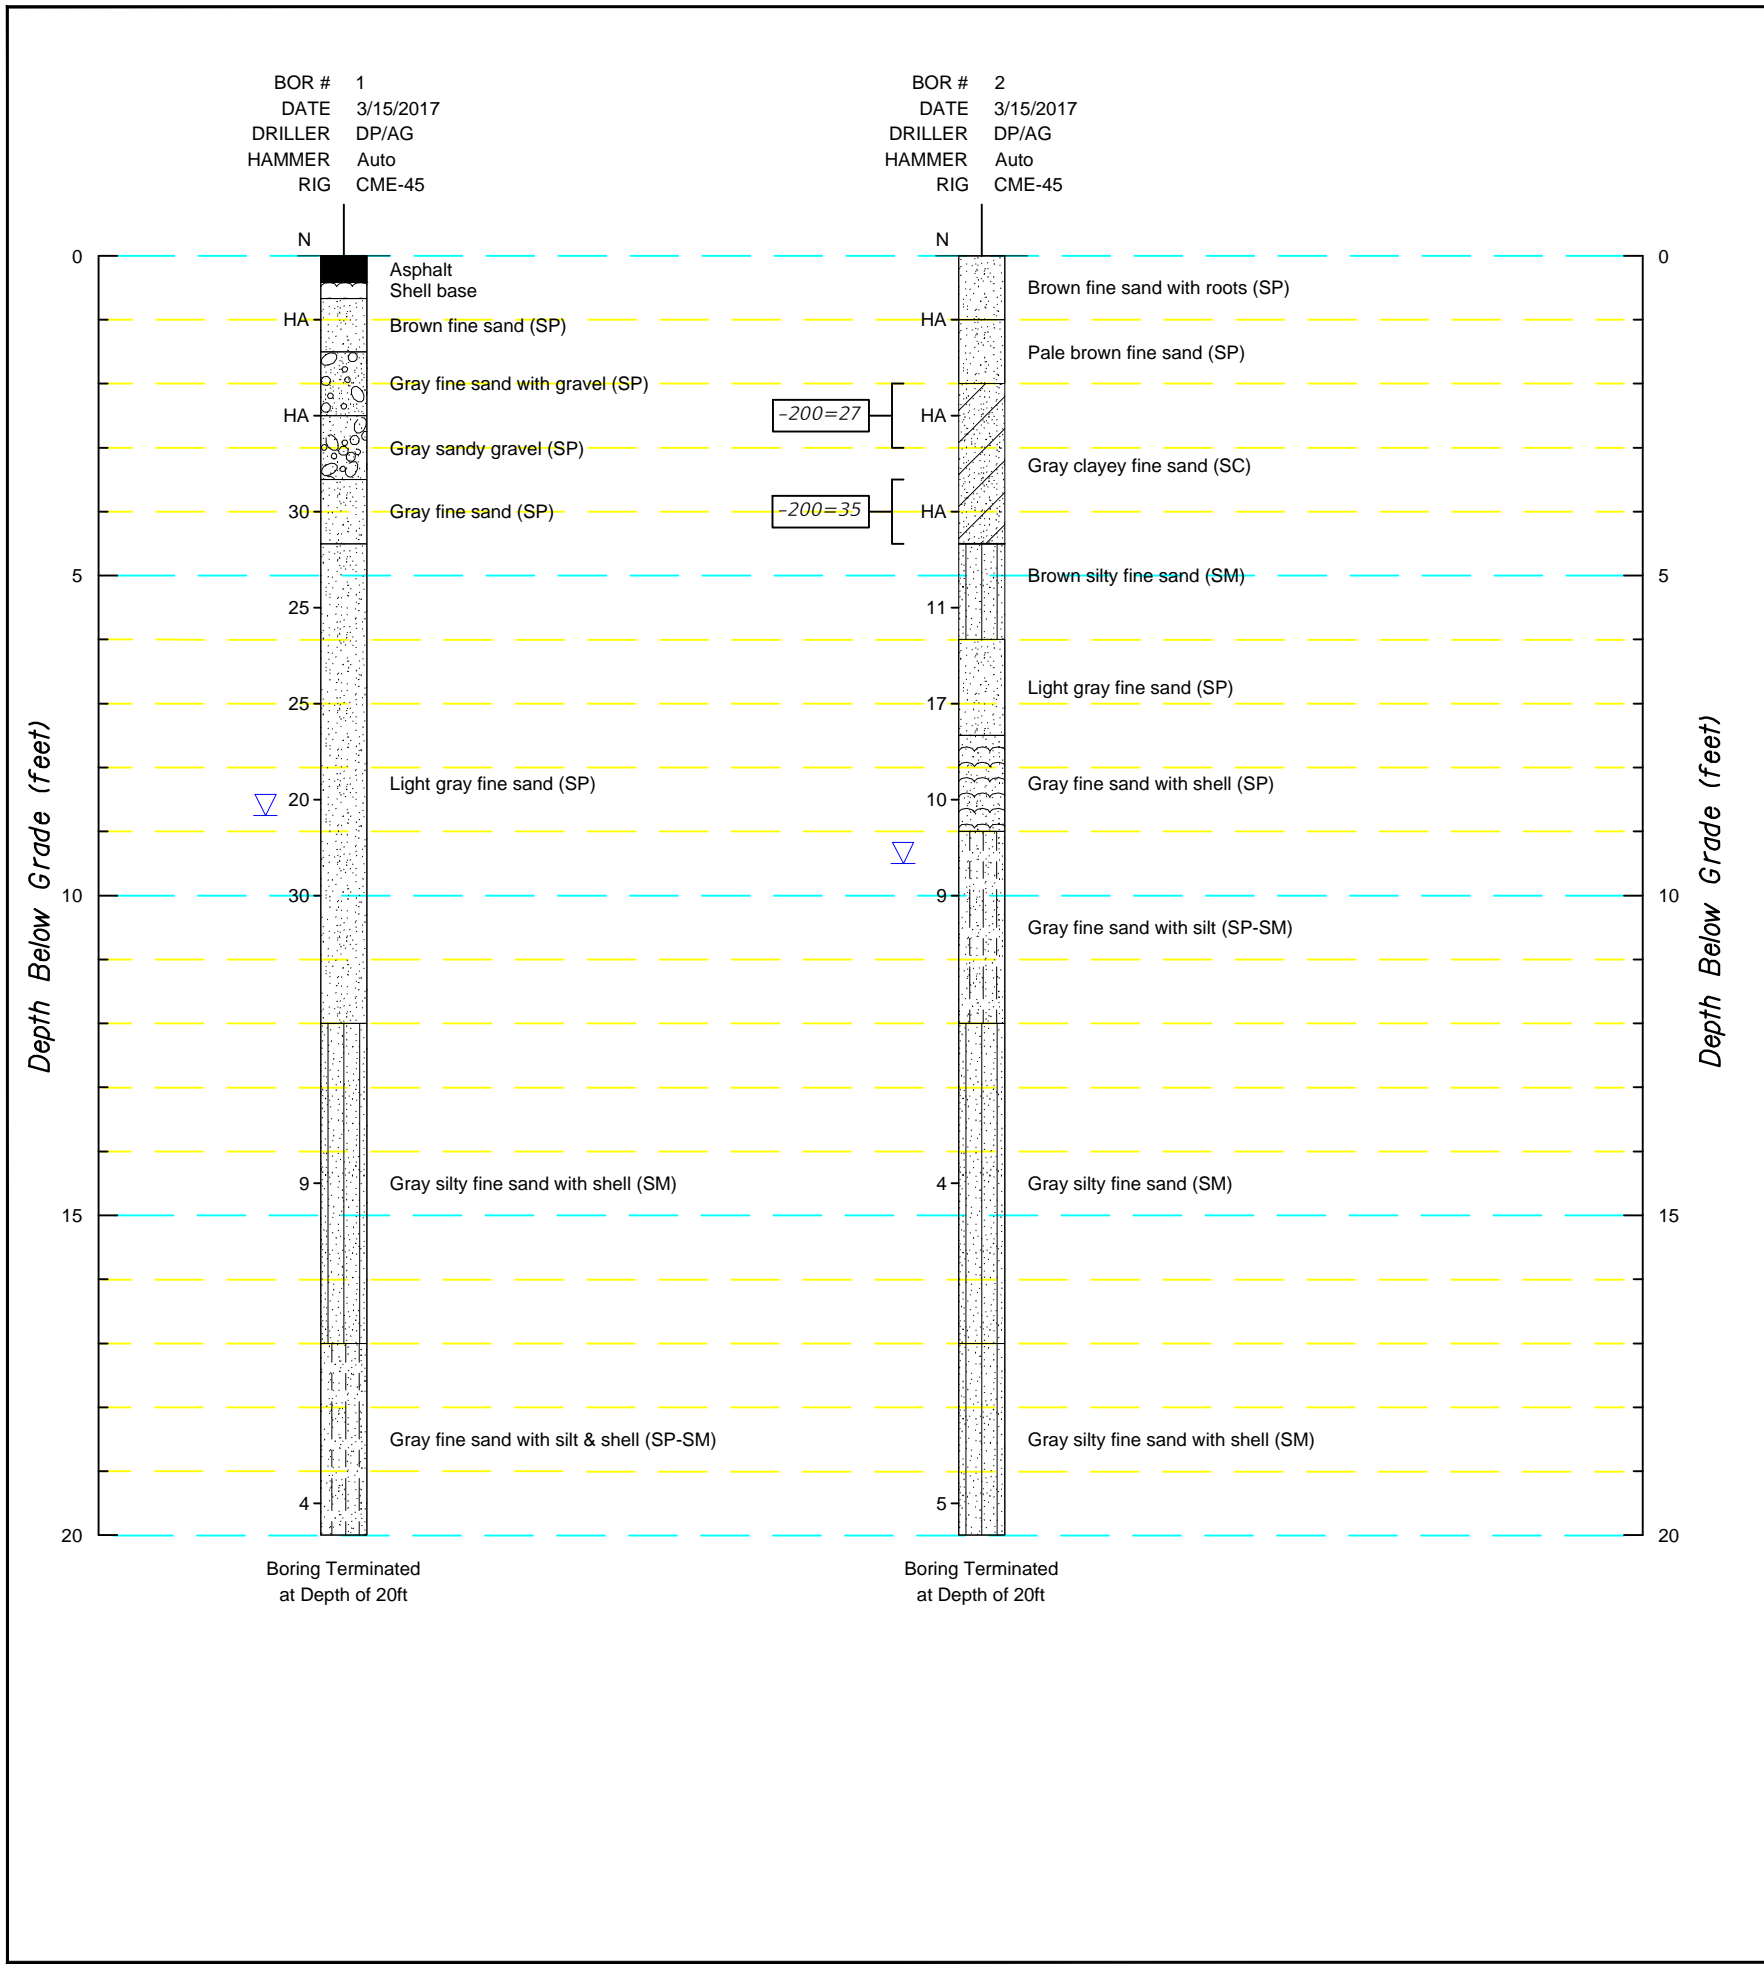 BOR # 1
DATE 3/15/2017
DRILLER DP/AG
HAMMER Auto
RIG CME-45
N
BOR # 2
DATE 3/15/2017
DRILLER DP/AG
HAMMER Auto
RIG CME-45
N
0
5
10
15
20
Depth Below Grade (feet)
HA
HA
30
25
25
20
30
9
4
Asphalt
Shell base
Brown fine sand (SP)
Gray fine sand with gravel (SP)
Gray sandy gravel (SP)
Gray fine sand (SP)
Light gray fine sand (SP)
Gray silty fine sand with shell (SM)
Gray fine sand with silt & shell (SP-SM)
Boring Terminated
at Depth of 20ft
-200=27
-200=35
HA
HA
HA
11
17
10
9
4
5
Brown fine sand with roots (SP)
Pale brown fine sand (SP)
Gray clayey fine sand (SC)
Brown silty fine sand (SM)
Light gray fine sand (SP)
Gray fine sand with shell (SP)
Gray fine sand with silt (SP-SM)
Gray silty fine sand (SM)
Gray silty fine sand with shell (SM)
Boring Terminated
at Depth of 20ft
0
5
10
15
20
Depth Below Grade (feet)